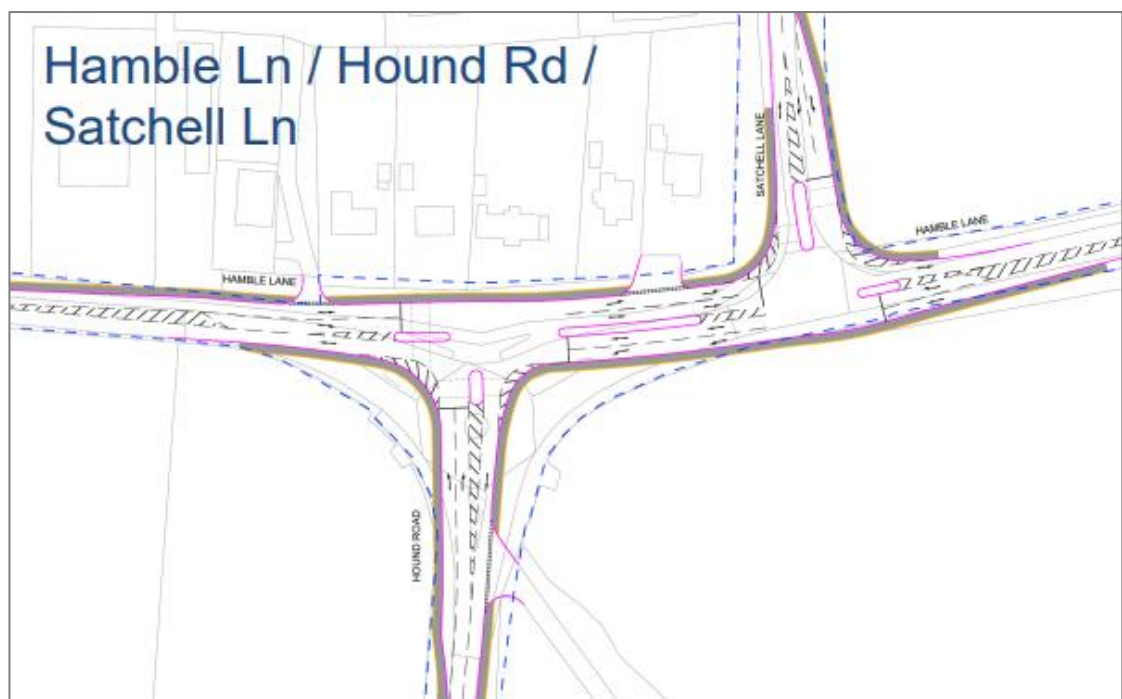 Hamble Ln / Hound Rd /
Satchell Ln
SATCHELL LANE
HAMBLE LANE
HAMBLE LANE
HOUND ROAD